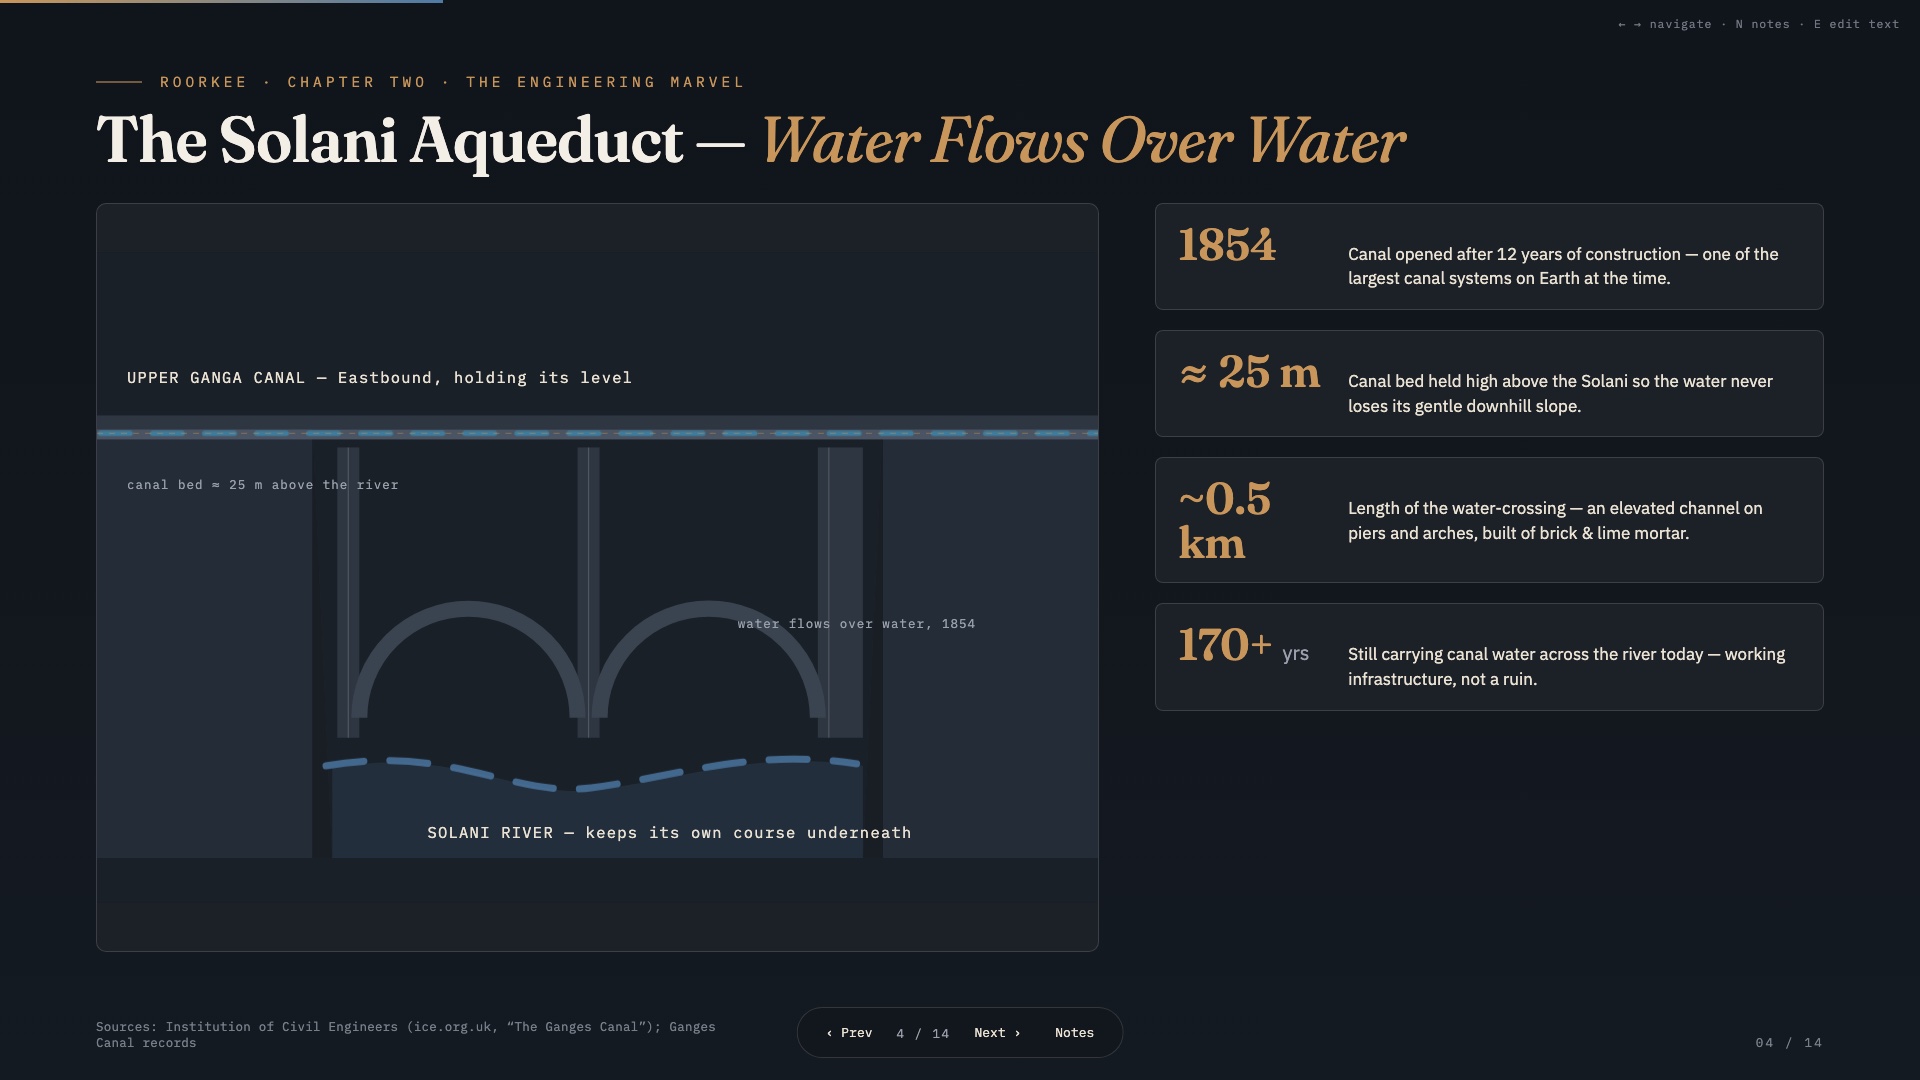 ← → navigate · N notes · E edit text
ROORKEE · CHAPTER TWO · THE ENGINEERING MARVEL
The Solani Aqueduct — Water Flows Over Water
UPPER GANGA CANAL — Eastbound, holding its level
canal bed ≈ 25 m above the river
water flows over water, 1854
SOLANI RIVER — keeps its own course underneath
1854
Canal opened after 12 years of construction — one of the
largest canal systems on Earth at the time.
≈ 25 m
Canal bed held high above the Solani so the water never
loses its gentle downhill slope.
~0.5
km
Length of the water-crossing — an elevated channel on
piers and arches, built of brick & lime mortar.
170+ yrs
Still carrying canal water across the river today — working
infrastructure, not a ruin.
Sources: Institution of Civil Engineers (ice.org.uk, “The Ganges Canal”); Ganges
Canal records
‹ Prev 4 / 14 Next › Notes
04 / 14